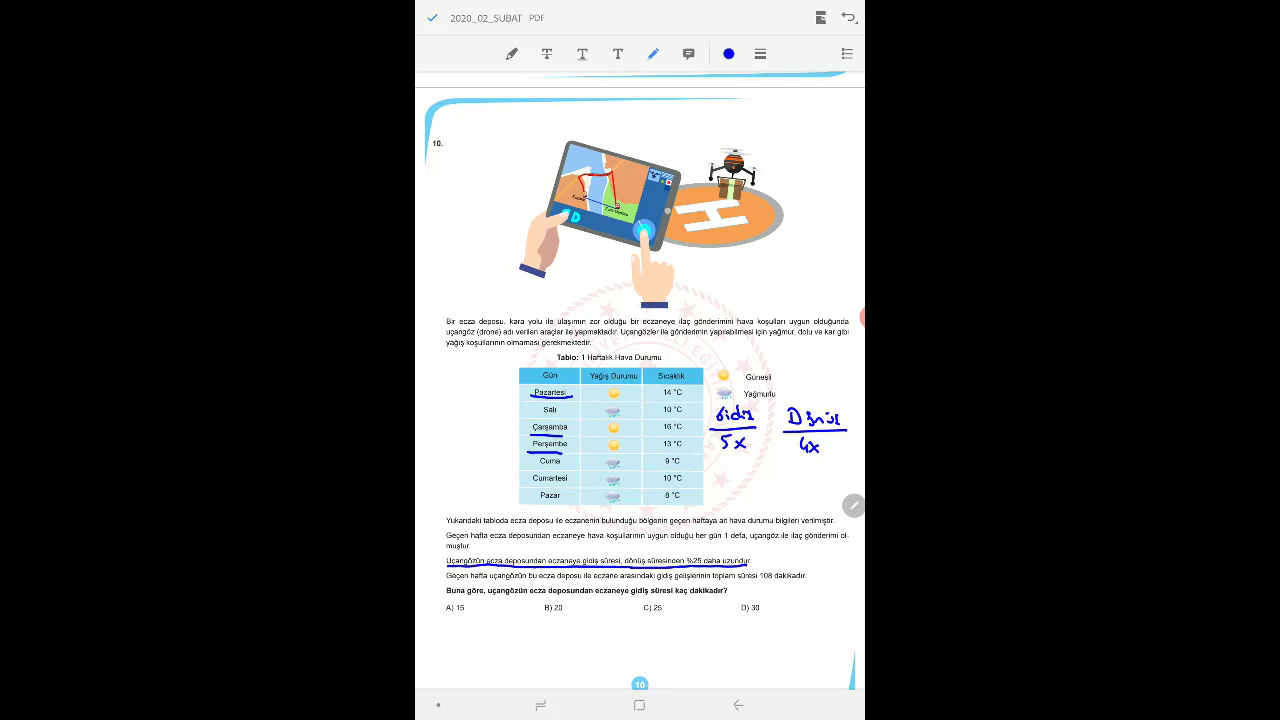 2020_02_SUBAT PDF
10.
Eczane
Ecza Deposu
D
Bir ecza deposu, kara yolu ile ulaşımın zor olduğu bir eczaneye ilaç gönderimini hava koşulları uygun olduğunda
uçangöz (drone) adı verilen araçlar ile yapmaktadır. Uçangözler ile gönderimin yapılabilmesi için yağmur, dolu ve kar gibi
yağış koşullarının olmaması gerekmektedir.
Tablo: 1 Haftalık Hava Durumu
Gün Yağış Durumu Sıcaklık
Pazartesi 14 °C
Salı 10 °C
Çarşamba 16 °C
Perşembe 13 °C
Cuma 9 °C
Cumartesi 10 °C
Pazar 8 °C
Güneşli
Yağmurlu
Gidiş Dönüş
5x 4x
Yukarıdaki tabloda ecza deposu ile eczanenin bulunduğu bölgenin geçen haftaya ait hava durumu bilgileri verilmiştir.
Geçen hafta ecza deposundan eczaneye hava koşullarının uygun olduğu her gün 1 defa, uçangöz ile ilaç gönderimi ol-
muştur.
Uçangözün ecza deposundan eczaneye gidiş süresi, dönüş süresinden %25 daha uzundur.
Geçen hafta uçangözün bu ecza deposu ile eczane arasındaki gidiş gelişlerinin toplam süresi 108 dakikadır.
Buna göre, uçangözün ecza deposundan eczaneye gidiş süresi kaç dakikadır?
A) 15 B) 20 C) 25 D) 30
10